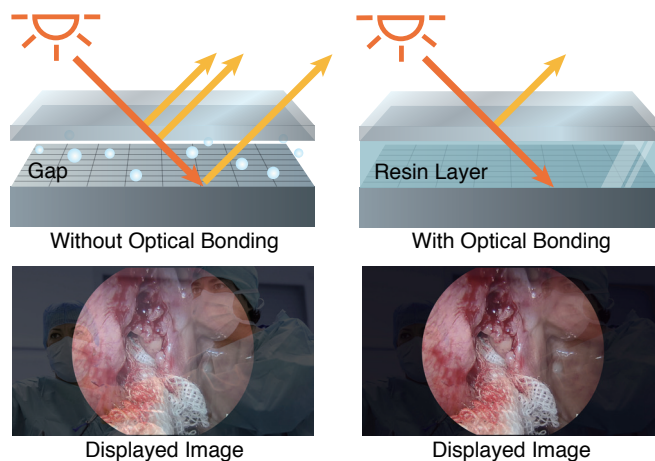 Gap
Resin Layer
Without Optical Bonding
With Optical Bonding
Displayed Image
Displayed Image